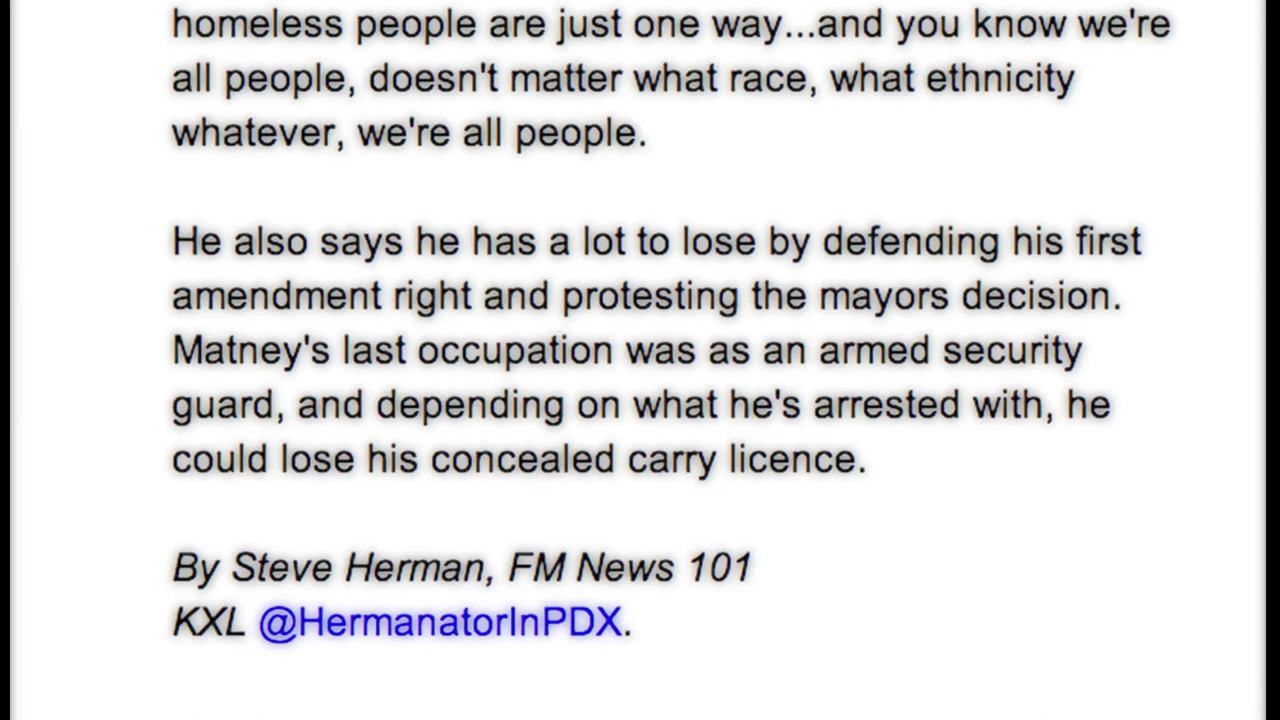 homeless people are just one way...and you know we're
all people, doesn't matter what race, what ethnicity
whatever, we're all people.
He also says he has a lot to lose by defending his first
amendment right and protesting the mayors decision.
Matney's last occupation was as an armed security
guard, and depending on what he's arrested with, he
could lose his concealed carry licence.
By Steve Herman, FM News 101
KXL @HermanatorInPDX.